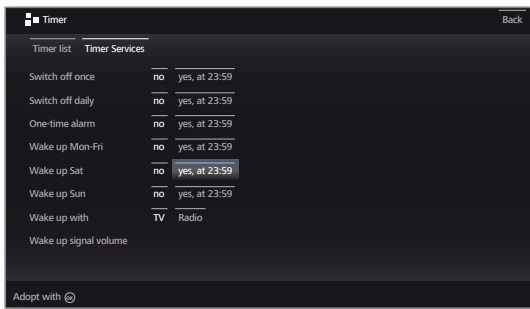 Timer Back
Timer list Timer Services
Switch off once no yes, at 23:59
Switch off daily no yes, at 23:59
One-time alarm no yes, at 23:59
Wake up Mon-Fri no yes, at 23:59
Wake up Sat no yes, at 23:59
Wake up Sun no yes, at 23:59
Wake up with TV Radio
Wake up signal volume
Adopt with OK